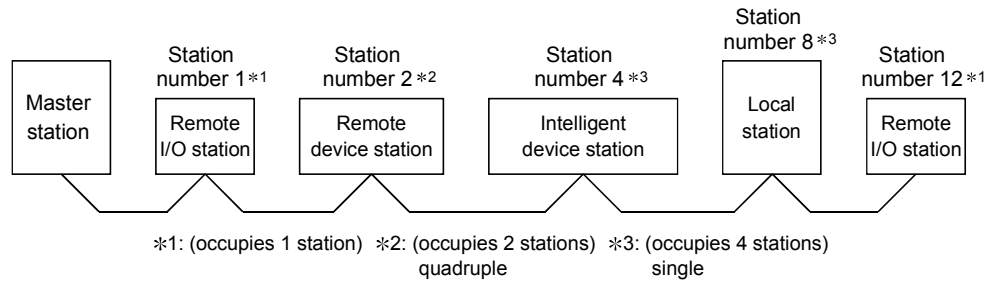 Master
station
Station
number 1*1
Remote
I/O station
Station
number 2*2
Remote
device station
Station
number 4*3
Intelligent
device station
Station
number 8*3
Local
station
Station
number 12*1
Remote
I/O station
*1: (occupies 1 station) *2: (occupies 2 stations) *3: (occupies 4 stations)
quadruple single